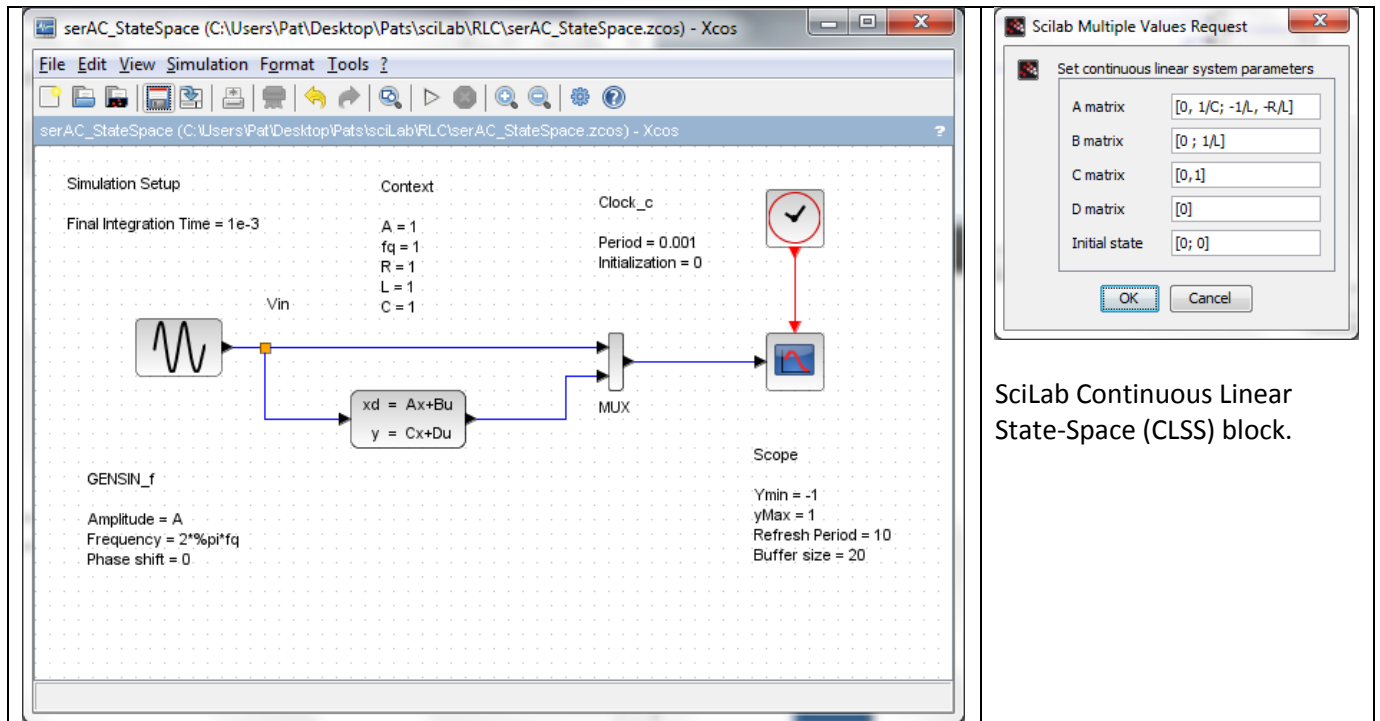 serAC_StateSpace (C:\Users\Pat\Desktop\Pats\sciLab\RLC\serAC_StateSpace.zcos) - Xcos
File Edit View Simulation Format Tools ?
serAC_StateSpace (C:\Users\Pat\Desktop\Pats\sciLab\RLC\serAC_StateSpace.zcos) - Xcos ?
Simulation Setup
Final Integration Time = 1e-3
Context
A = 1
fq = 1
R = 1
L = 1
C = 1
Clock_c
Period = 0.001
Initialization = 0
Vin
xd = Ax+Bu
y = Cx+Du
MUX
GENSIN_f
Amplitude = A
Frequency = 2*%pi*fq
Phase shift = 0
Scope
Ymin = -1
yMax = 1
Refresh Period = 10
Buffer size = 20
Scilab Multiple Values Request
Set continuous linear system parameters
A matrix [0, 1/C; -1/L, -R/L]
B matrix [0 ; 1/L]
C matrix [0,1]
D matrix [0]
Initial state [0; 0]
OK Cancel
SciLab Continuous Linear
State-Space (CLSS) block.